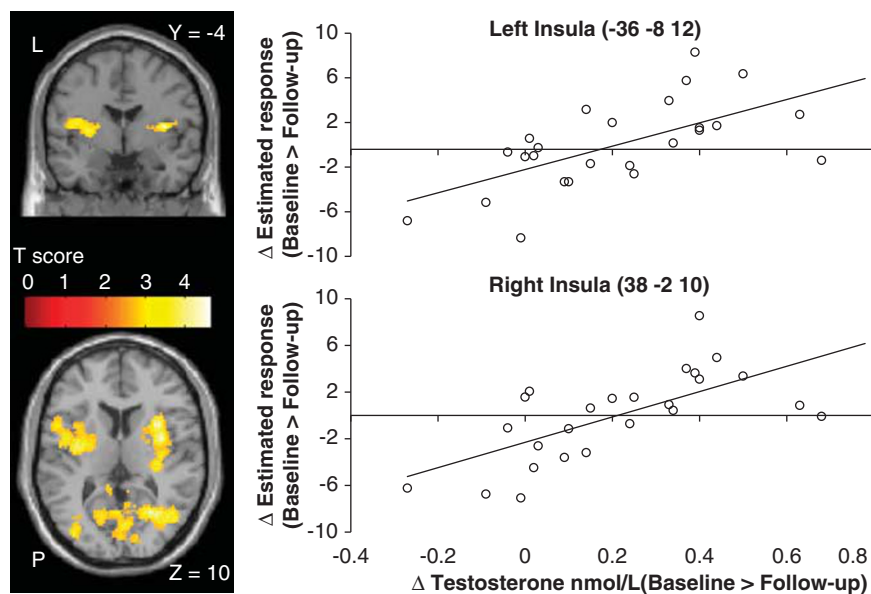 L
Y = -4
T score
0 1 2 3 4
P
Z = 10
Left Insula (-36 -8 12)
Δ Estimated response
(Baseline > Follow-up)
10
6
2
-2
-6
-10
Right Insula (38 -2 10)
Δ Estimated response
(Baseline > Follow-up)
10
6
2
-2
-6
-10
-0.4 -0.2 0 0.2 0.4 0.6 0.8
Δ Testosterone nmol/L(Baseline > Follow-up)